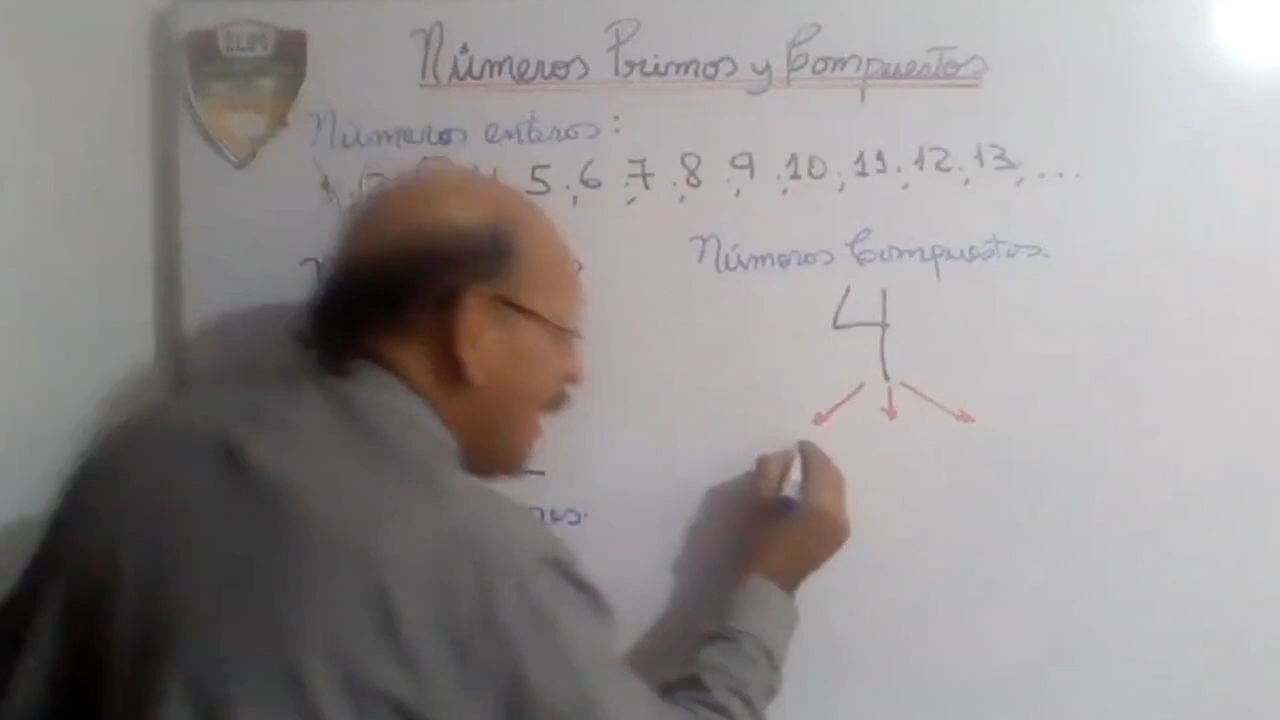 Números Primos y Compuestos
Números enteros:
5, 6, 7, 8, 9, 10, 11, 12, 13, ...
Números Compuestos.
4